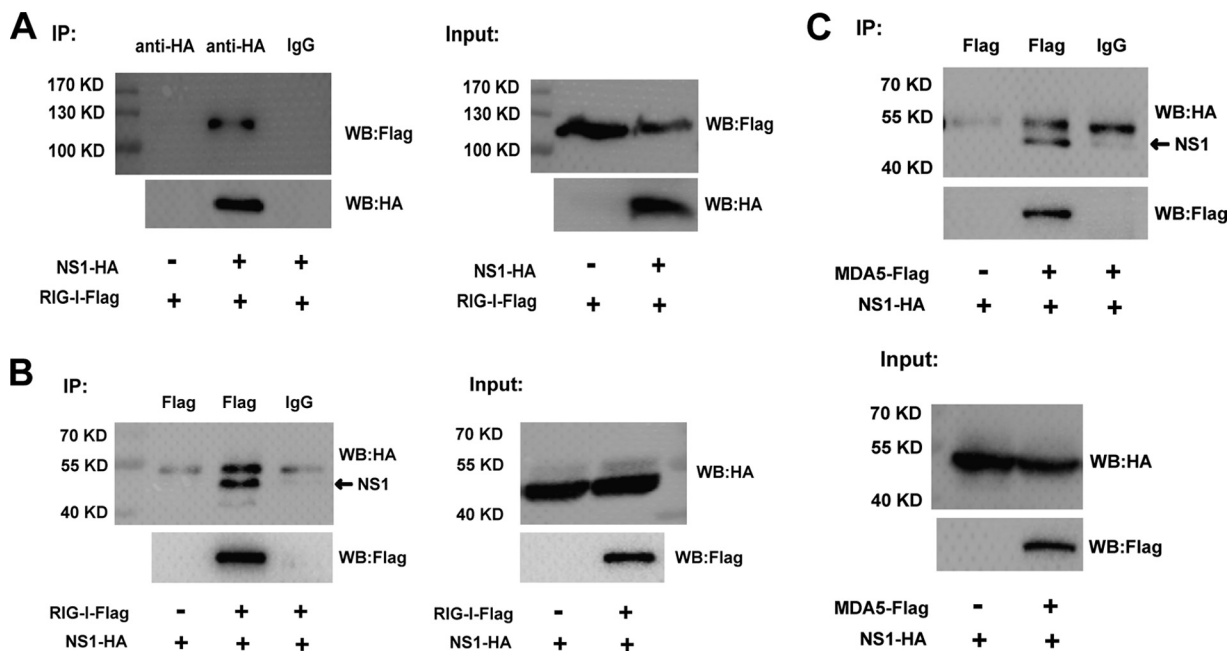 A
IP:
anti-HA anti-HA IgG
170 KD
130 KD
100 KD
WB:Flag
WB:HA
NS1-HA - + +
RIG-I-Flag + + +
Input:
170 KD
130 KD
100 KD
WB:Flag
WB:HA
NS1-HA - +
RIG-I-Flag + +
B
IP:
Flag Flag IgG
70 KD
55 KD
40 KD
WB:HA
← NS1
WB:Flag
RIG-I-Flag - + +
NS1-HA + + +
Input:
70 KD
55 KD
40 KD
WB:HA
WB:Flag
RIG-I-Flag - +
NS1-HA + +
C
IP:
Flag Flag IgG
70 KD
55 KD
40 KD
WB:HA
← NS1
WB:Flag
MDA5-Flag - + +
NS1-HA + + +
Input:
70 KD
55 KD
40 KD
WB:HA
WB:Flag
MDA5-Flag - +
NS1-HA + +